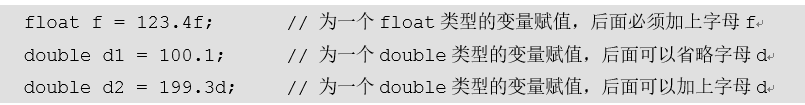 float f = 123.4f; // 为一个 float 类型的变量赋值，后面必须加上字母 f
double d1 = 100.1; // 为一个 double 类型的变量赋值，后面可以省略字母 d
double d2 = 199.3d; // 为一个 double 类型的变量赋值，后面可以加上字母 d